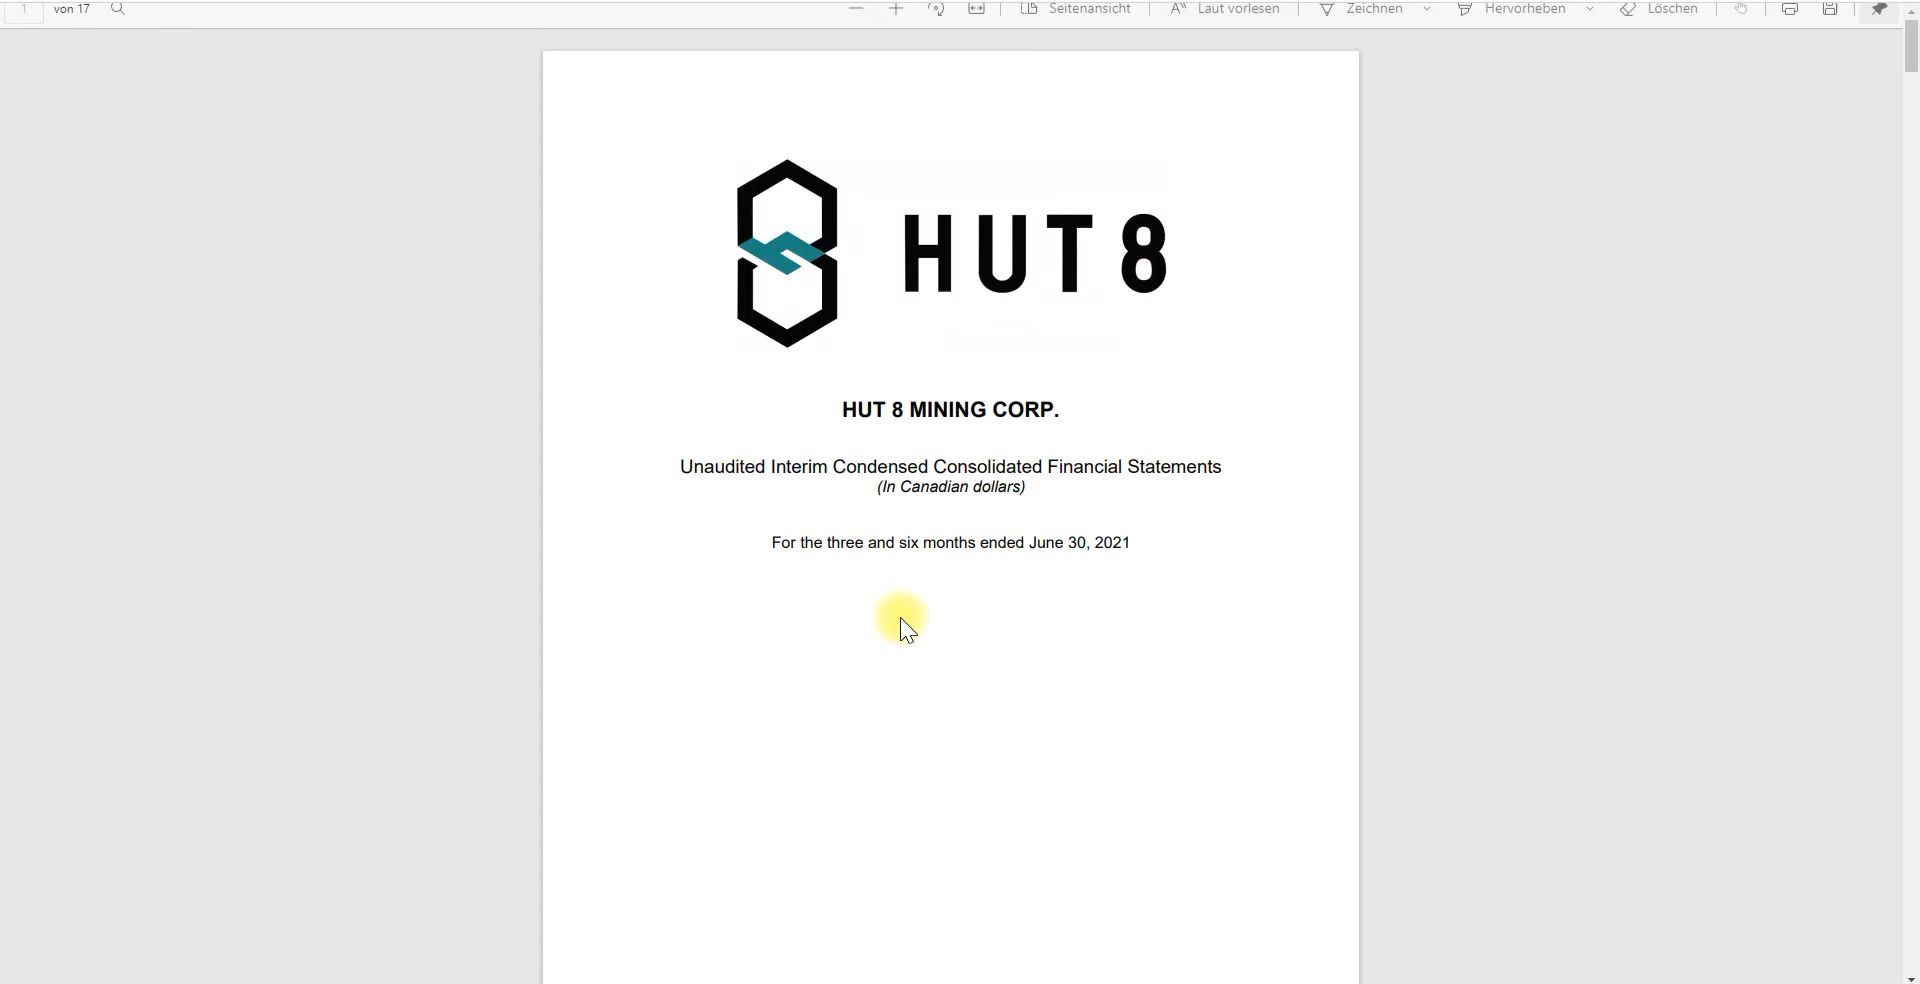 1 von 17 Seitenansicht Laut vorlesen Zeichnen Hervorheben Löschen
HUT 8
HUT 8 MINING CORP.
Unaudited Interim Condensed Consolidated Financial Statements
(In Canadian dollars)
For the three and six months ended June 30, 2021